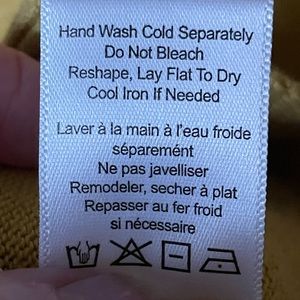 Hand Wash Cold Separately
Do Not Bleach
Reshape, Lay Flat To Dry
Cool Iron If Needed
Laver à la main à l'eau froide
séparément
Ne pas javelliser
Remodeler, secher à plat
Repasser au fer froid
si nécessaire